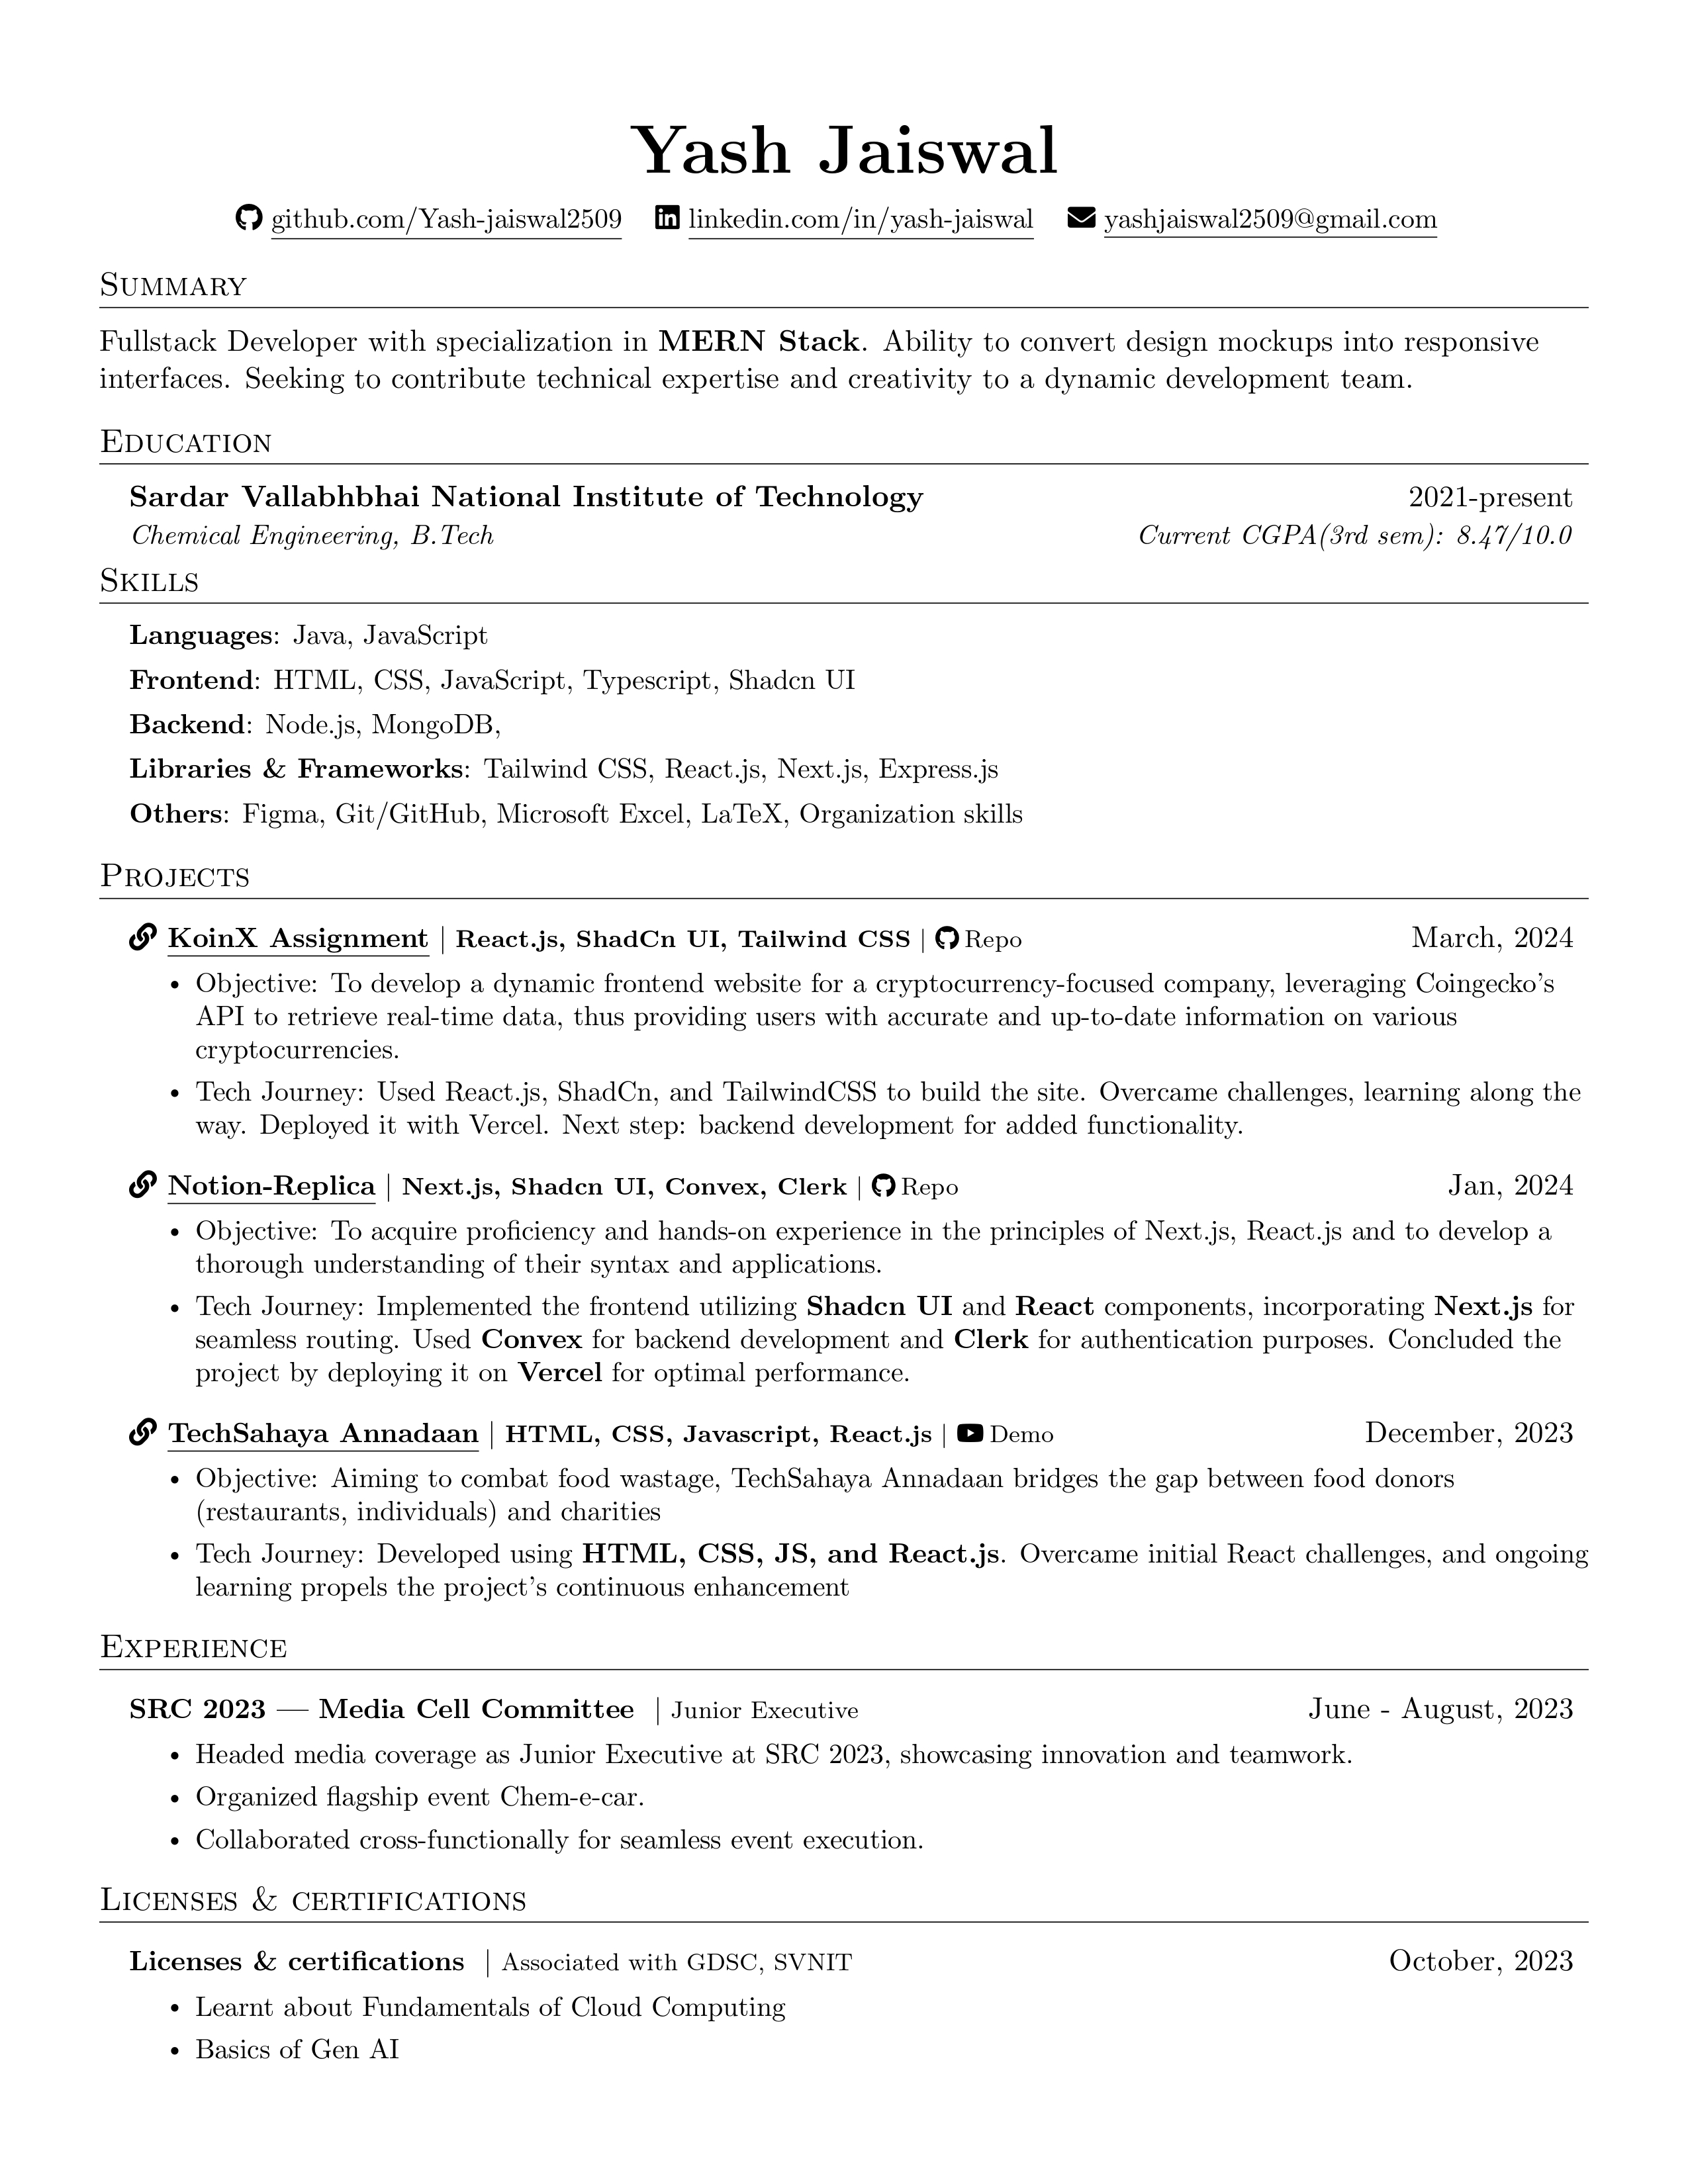 Yash Jaiswal
github.com/Yash-jaiswal2509 linkedin.com/in/yash-jaiswal yashjaiswal2509@gmail.com
Summary
Fullstack Developer with specialization in MERN Stack. Ability to convert design mockups into responsive
interfaces. Seeking to contribute technical expertise and creativity to a dynamic development team.
Education
Sardar Vallabhbhai National Institute of Technology 2021-present
Chemical Engineering, B.Tech Current CGPA(3rd sem): 8.47/10.0
Skills
Languages: Java, JavaScript
Frontend: HTML, CSS, JavaScript, Typescript, Shadcn UI
Backend: Node.js, MongoDB,
Libraries & Frameworks: Tailwind CSS, React.js, Next.js, Express.js
Others: Figma, Git/GitHub, Microsoft Excel, LaTeX, Organization skills
Projects
KoinX Assignment | React.js, ShadCn UI, Tailwind CSS | Repo March, 2024
• Objective: To develop a dynamic frontend website for a cryptocurrency-focused company, leveraging Coingecko's
API to retrieve real-time data, thus providing users with accurate and up-to-date information on various
cryptocurrencies.
• Tech Journey: Used React.js, ShadCn, and TailwindCSS to build the site. Overcame challenges, learning along the
way. Deployed it with Vercel. Next step: backend development for added functionality.
Notion-Replica | Next.js, Shadcn UI, Convex, Clerk | Repo Jan, 2024
• Objective: To acquire proficiency and hands-on experience in the principles of Next.js, React.js and to develop a
thorough understanding of their syntax and applications.
• Tech Journey: Implemented the frontend utilizing Shadcn UI and React components, incorporating Next.js for
seamless routing. Used Convex for backend development and Clerk for authentication purposes. Concluded the
project by deploying it on Vercel for optimal performance.
TechSahaya Annadaan | HTML, CSS, Javascript, React.js | Demo December, 2023
• Objective: Aiming to combat food wastage, TechSahaya Annadaan bridges the gap between food donors
(restaurants, individuals) and charities
• Tech Journey: Developed using HTML, CSS, JS, and React.js. Overcame initial React challenges, and ongoing
learning propels the project's continuous enhancement
Experience
SRC 2023 — Media Cell Committee | Junior Executive June - August, 2023
• Headed media coverage as Junior Executive at SRC 2023, showcasing innovation and teamwork.
• Organized flagship event Chem-e-car.
• Collaborated cross-functionally for seamless event execution.
Licenses & certifications
Licenses & certifications | Associated with GDSC, SVNIT October, 2023
• Learnt about Fundamentals of Cloud Computing
• Basics of Gen AI